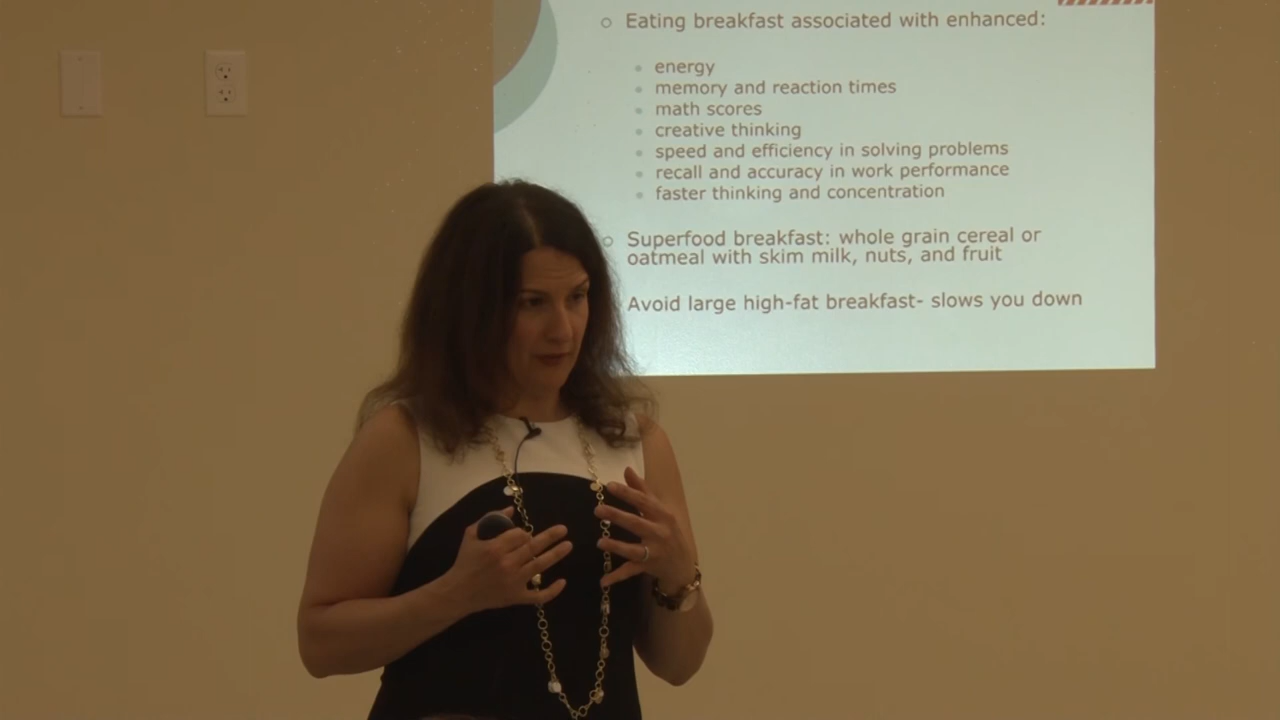 Eating breakfast associated with enhanced:
energy
memory and reaction times
math scores
creative thinking
speed and efficiency in solving problems
recall and accuracy in work performance
faster thinking and concentration
Superfood breakfast: whole grain cereal or
oatmeal with skim milk, nuts, and fruit
Avoid large high-fat breakfast- slows you down